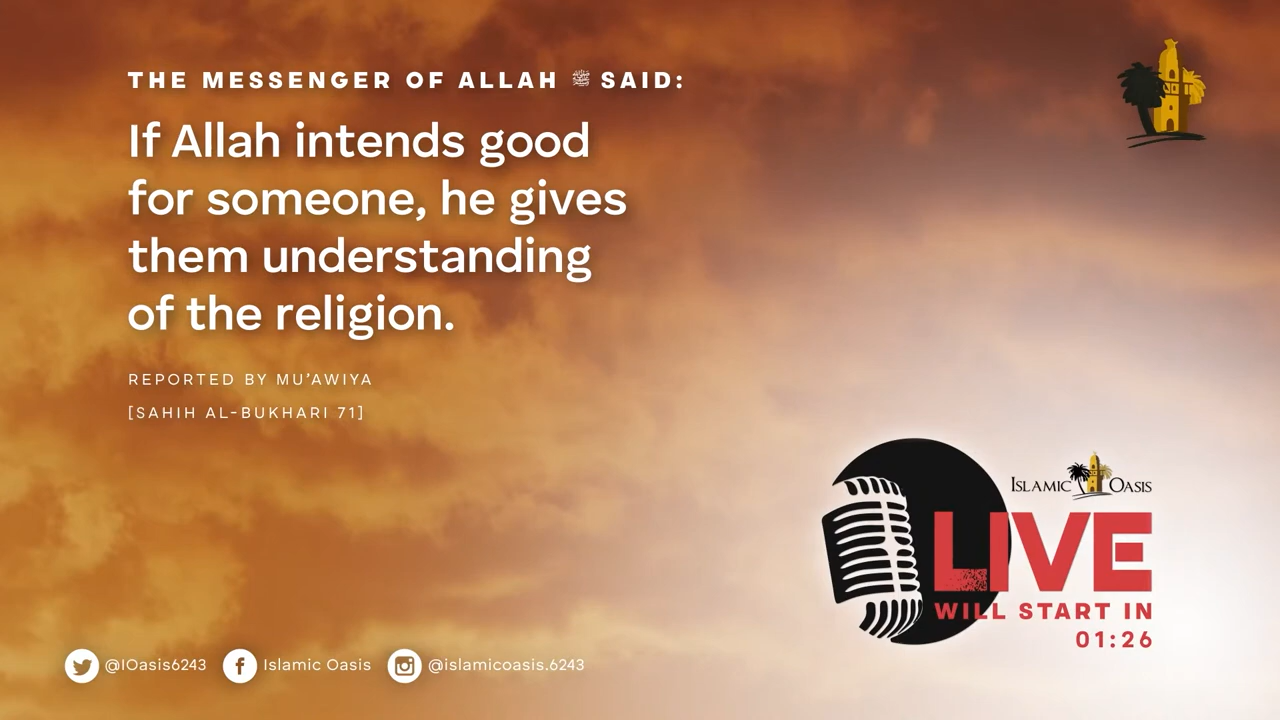 THE MESSENGER OF ALLAH ﷺ SAID:
If Allah intends good
for someone, he gives
them understanding
of the religion.
REPORTED BY MU’AWIYA
[SAHIH AL-BUKHARI 71]
ISLAMIC OASIS
LIVE
WILL START IN
01:26
@IOasis6243 Islamic Oasis @islamicoasis.6243